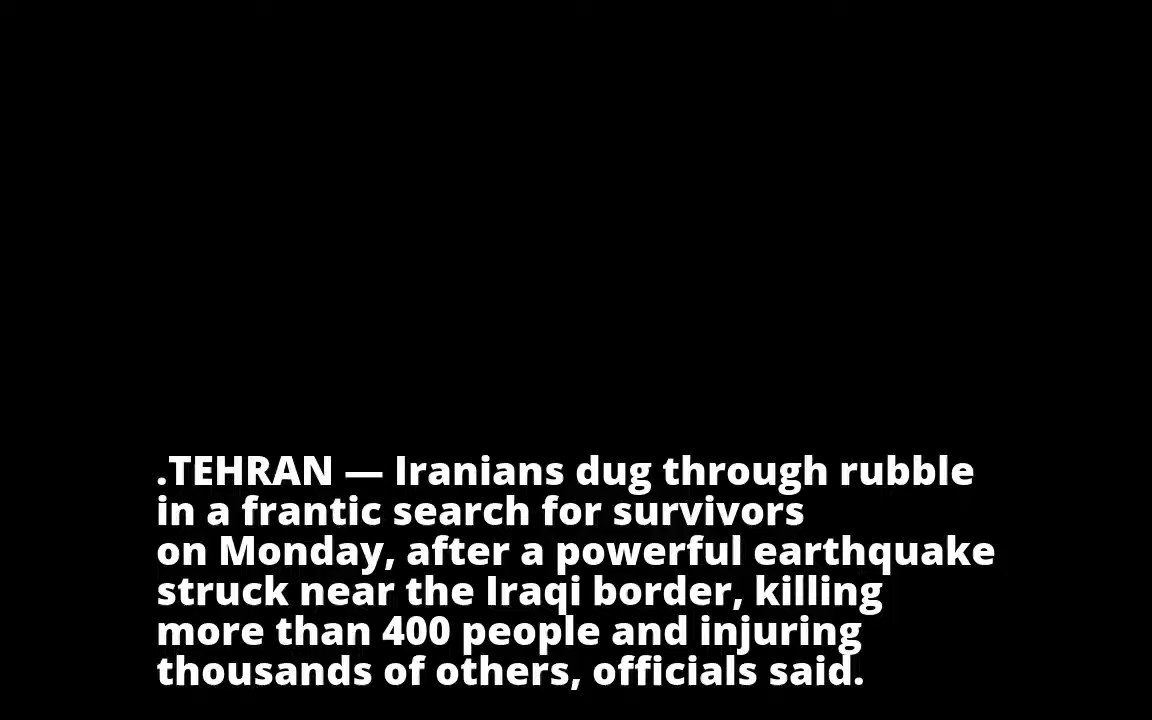 .TEHRAN — Iranians dug through rubble
in a frantic search for survivors
on Monday, after a powerful earthquake
struck near the Iraqi border, killing
more than 400 people and injuring
thousands of others, officials said.